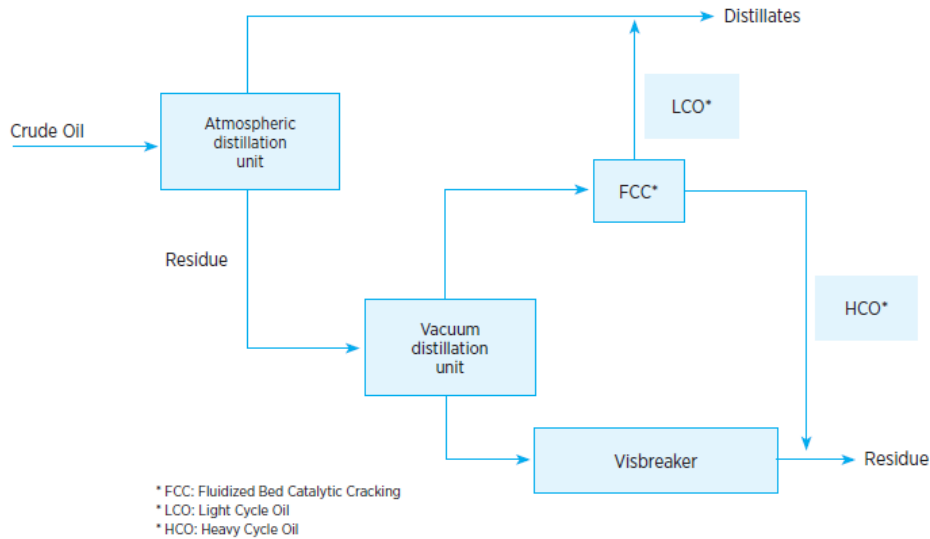 Distillates
LCO*
Crude Oil
Atmospheric
distillation
unit
FCC*
Residue
HCO*
Vacuum
distillation
unit
Visbreaker
Residue
* FCC: Fluidized Bed Catalytic Cracking
* LCO: Light Cycle Oil
* HCO: Heavy Cycle Oil